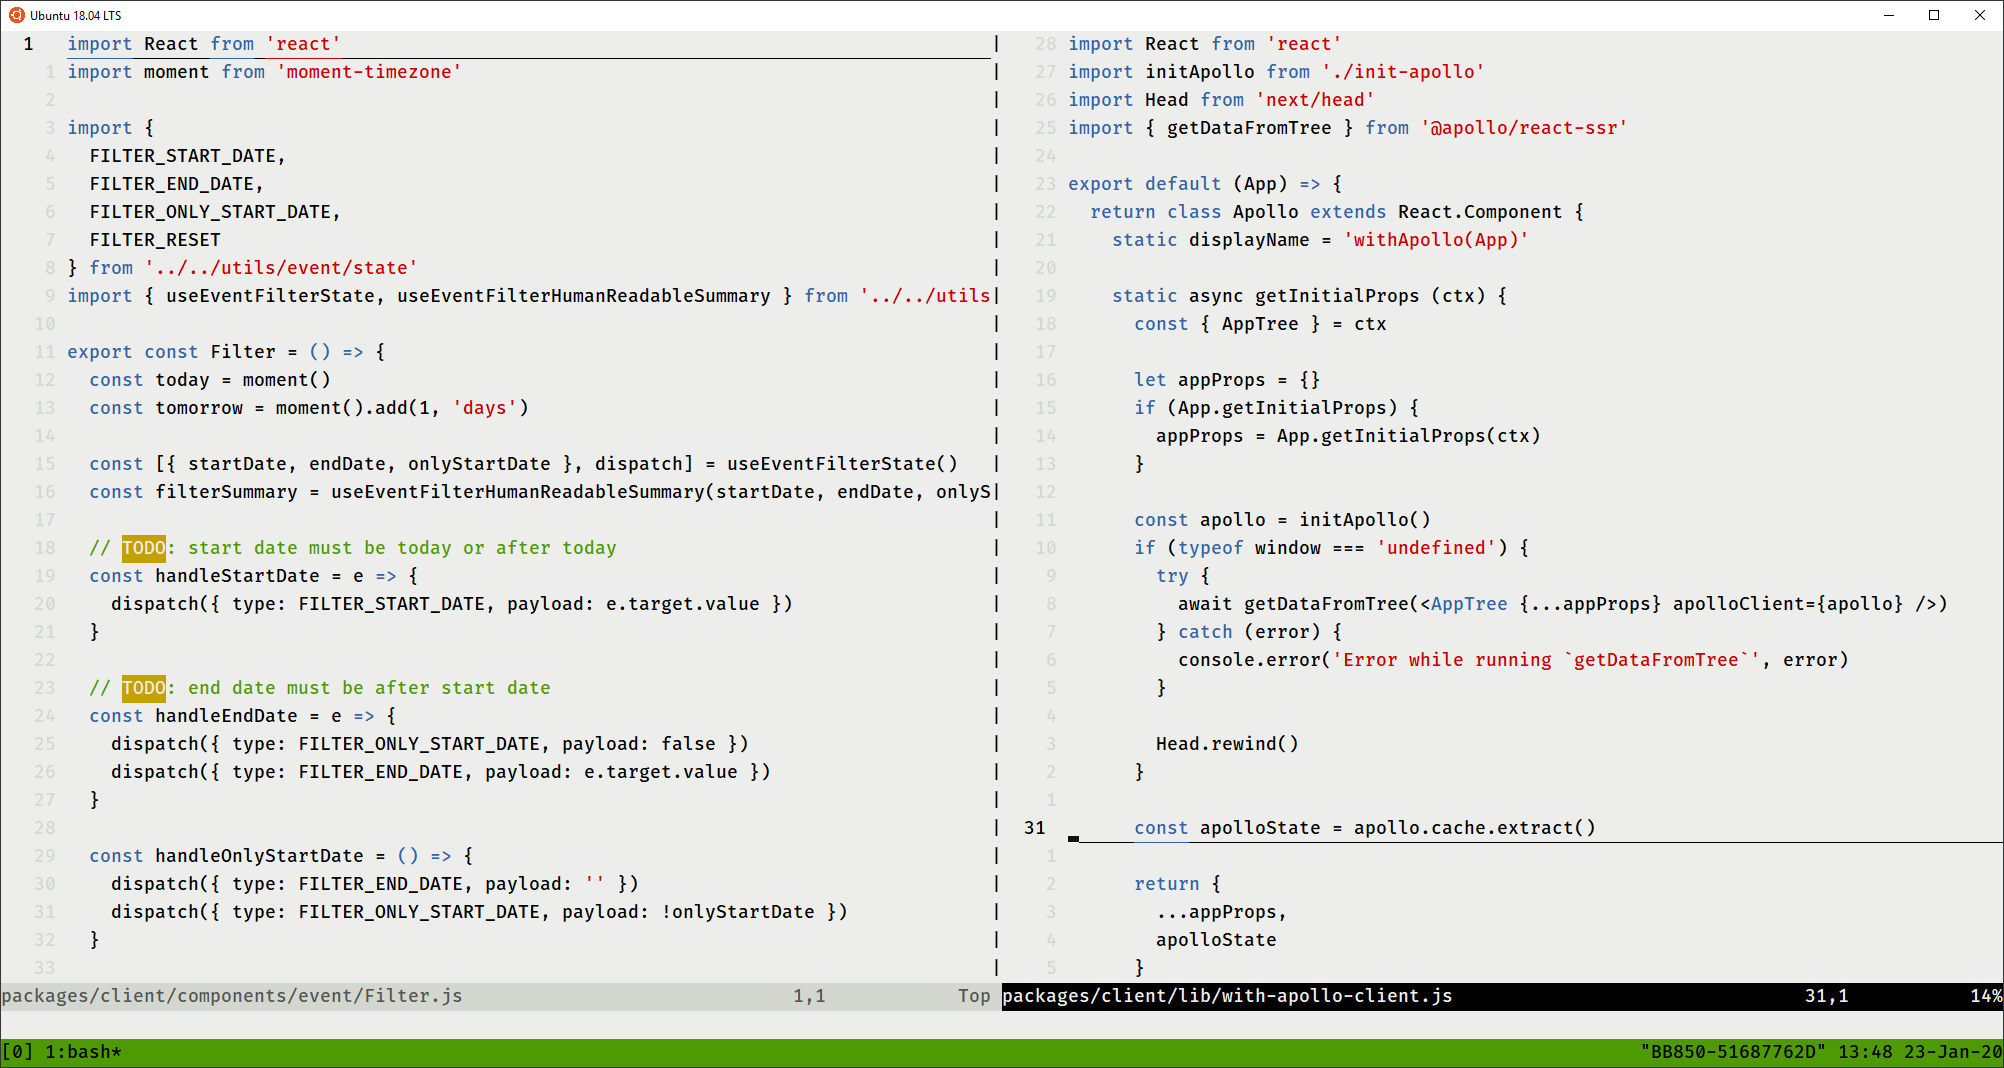 Ubuntu 18.04 LTS
1 import React from 'react'
1 import moment from 'moment-timezone'
2
3 import {
4   FILTER_START_DATE,
5   FILTER_END_DATE,
6   FILTER_ONLY_START_DATE,
7   FILTER_RESET
8 } from '../../utils/event/state'
9 import { useEventFilterState, useEventFilterHumanReadableSummary } from '../../utils
10
11 export const Filter = () => {
12   const today = moment()
13   const tomorrow = moment().add(1, 'days')
14
15   const [{ startDate, endDate, onlyStartDate }, dispatch] = useEventFilterState()
16   const filterSummary = useEventFilterHumanReadableSummary(startDate, endDate, onlyS
17
18   // TODO: start date must be today or after today
19   const handleStartDate = e => {
20     dispatch({ type: FILTER_START_DATE, payload: e.target.value })
21   }
22
23   // TODO: end date must be after start date
24   const handleEndDate = e => {
25     dispatch({ type: FILTER_ONLY_START_DATE, payload: false })
26     dispatch({ type: FILTER_END_DATE, payload: e.target.value })
27   }
28
29   const handleOnlyStartDate = () => {
30     dispatch({ type: FILTER_END_DATE, payload: '' })
31     dispatch({ type: FILTER_ONLY_START_DATE, payload: !onlyStartDate })
32   }
33
packages/client/components/event/Filter.js 1,1 Top
28 import React from 'react'
27 import initApollo from './init-apollo'
26 import Head from 'next/head'
25 import { getDataFromTree } from '@apollo/react-ssr'
24
23 export default (App) => {
22   return class Apollo extends React.Component {
21     static displayName = 'withApollo(App)'
20
19     static async getInitialProps (ctx) {
18       const { AppTree } = ctx
17
16       let appProps = {}
15       if (App.getInitialProps) {
14         appProps = App.getInitialProps(ctx)
13       }
12
11       const apollo = initApollo()
10       if (typeof window === 'undefined') {
9         try {
8           await getDataFromTree(<AppTree {...appProps} apolloClient={apollo} />)
7         } catch (error) {
6           console.error('Error while running `getDataFromTree`', error)
5         }
4
3         Head.rewind()
2       }
1
31       const apolloState = apollo.cache.extract()
1
2       return {
3         ...appProps,
4         apolloState
5       }
packages/client/lib/with-apollo-client.js 31,1 14%
[0] 1:bash* "BB850-51687762D" 13:48 23-Jan-20